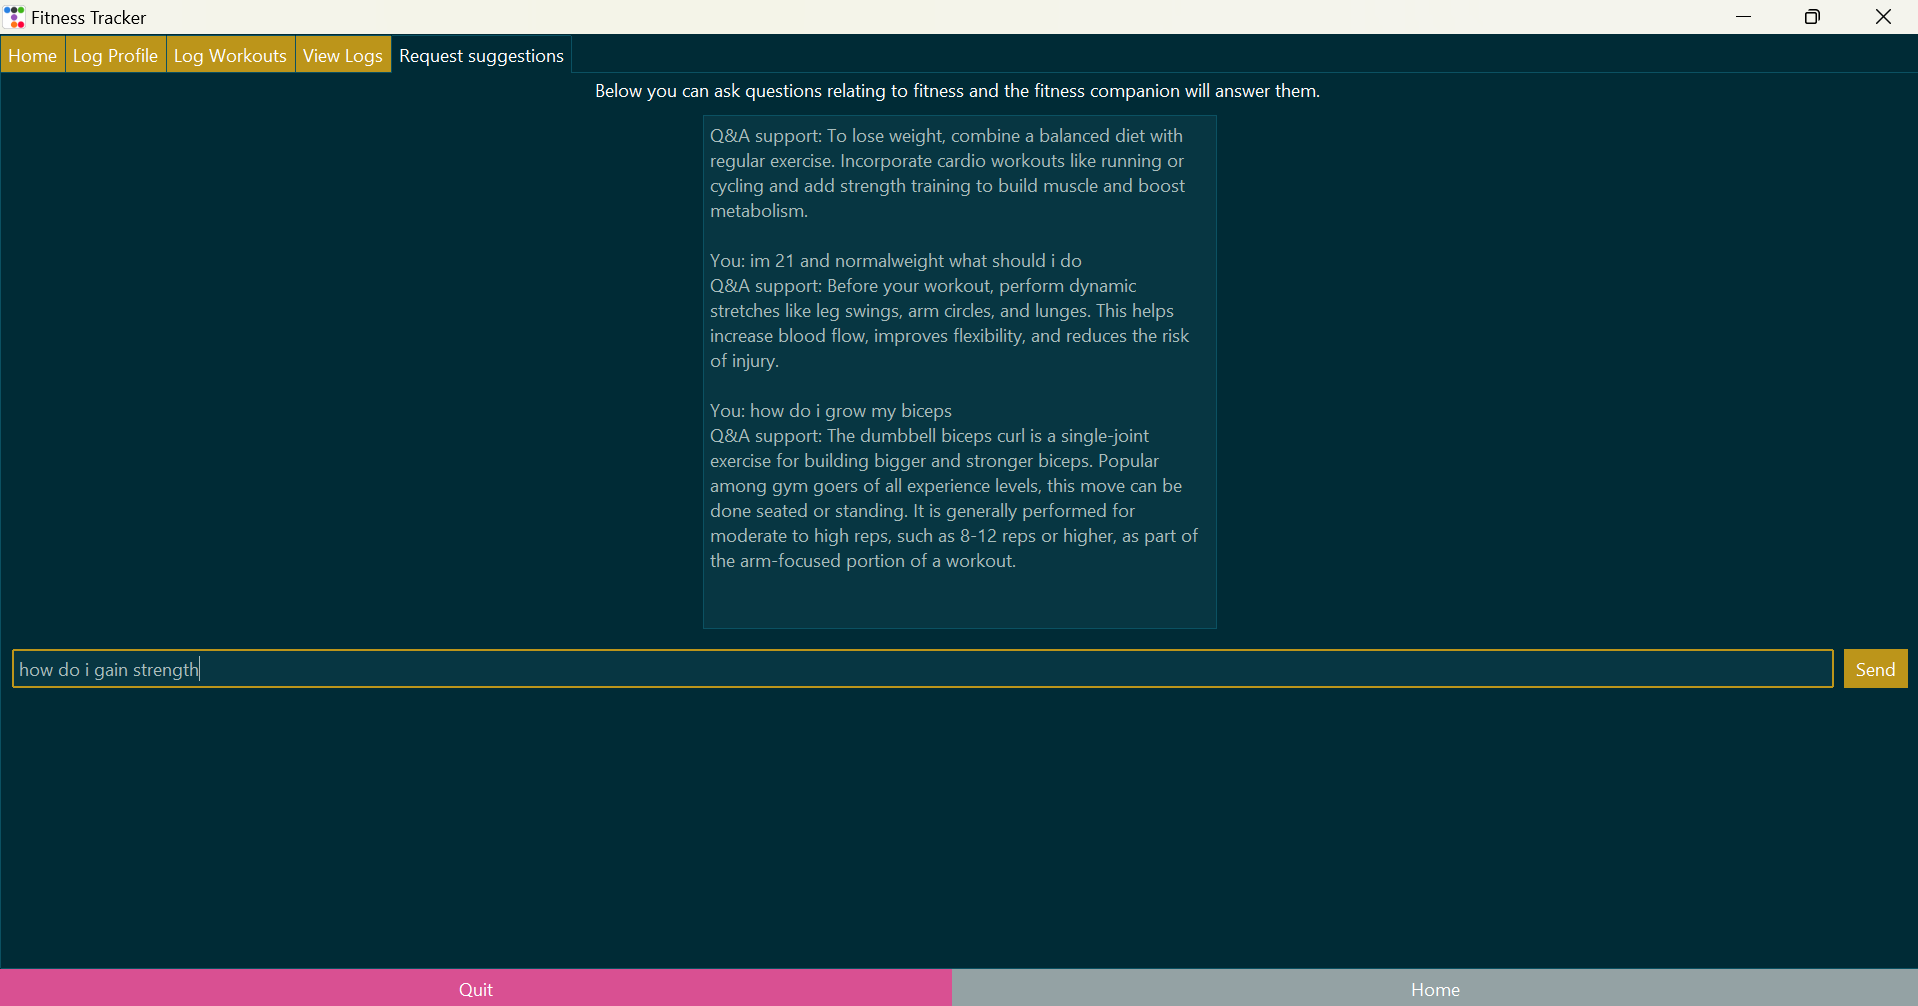 Fitness Tracker
Home Log Profile Log Workouts View Logs Request suggestions
Below you can ask questions relating to fitness and the fitness companion will answer them.
Q&A support: To lose weight, combine a balanced diet with
regular exercise. Incorporate cardio workouts like running or
cycling and add strength training to build muscle and boost
metabolism.
You: im 21 and normalweight what should i do
Q&A support: Before your workout, perform dynamic
stretches like leg swings, arm circles, and lunges. This helps
increase blood flow, improves flexibility, and reduces the risk
of injury.
You: how do i grow my biceps
Q&A support: The dumbbell biceps curl is a single-joint
exercise for building bigger and stronger biceps. Popular
among gym goers of all experience levels, this move can be
done seated or standing. It is generally performed for
moderate to high reps, such as 8-12 reps or higher, as part of
the arm-focused portion of a workout.
how do i gain strength Send
Quit Home